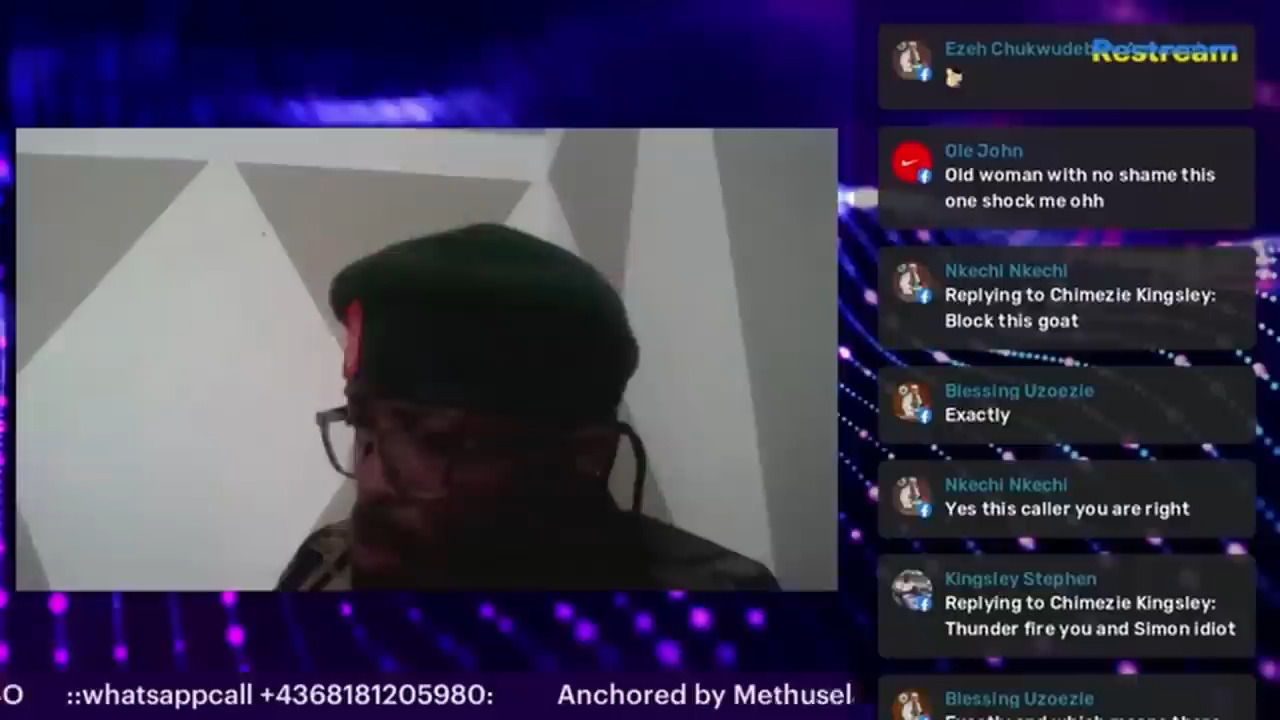 Ezeh Chukwudeb
Restream
Ole John
Old woman with no shame this
one shock me ohh
Nkechi Nkechi
Replying to Chimezie Kingsley:
Block this goat
Blessing Uzoezie
Exactly
Nkechi Nkechi
Yes this caller you are right
Kingsley Stephen
Replying to Chimezie Kingsley:
Thunder fire you and Simon idiot
Blessing Uzoezie
O ::whatsappcall +4368181205980: Anchored by Methusel